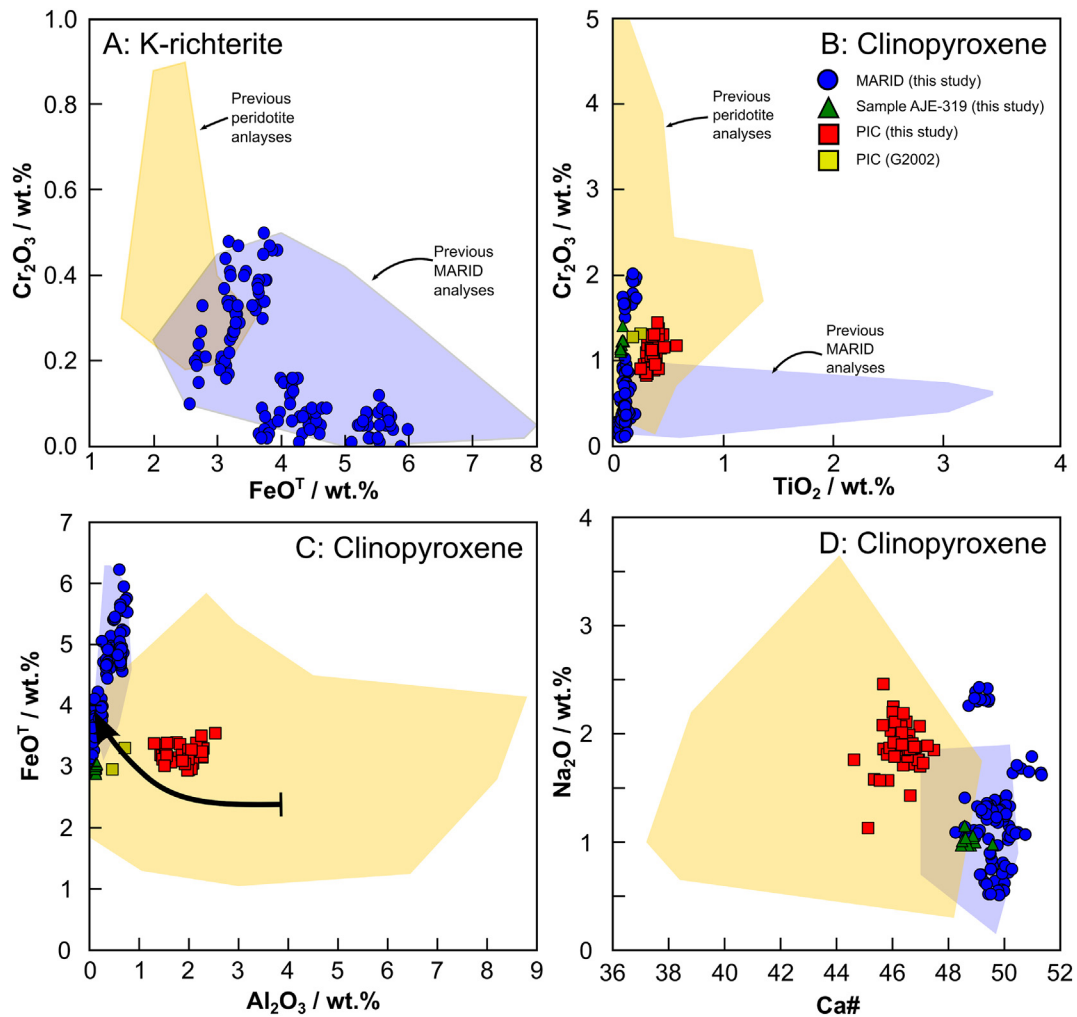 A: K-richterite
Previous
peridotite
anlayses
Previous
MARID
analyses
1.0
0.8
0.6
0.4
0.2
0.0
Cr₂O₃ / wt.%
1 2 3 4 5 6 7 8
FeOᵀ / wt.%
B: Clinopyroxene
MARID (this study)
Sample AJE-319 (this study)
PIC (this study)
PIC (G2002)
Previous
peridotite
analyses
Previous
MARID
analyses
5
4
3
2
1
0
Cr₂O₃ / wt.%
0 1 2 3 4
TiO₂ / wt.%
C: Clinopyroxene
7
6
5
4
3
2
1
0
FeOᵀ / wt.%
0 1 2 3 4 5 6 7 8 9
Al₂O₃ / wt.%
D: Clinopyroxene
4
3
2
1
0
Na₂O / wt.%
36 38 40 42 44 46 48 50 52
Ca#